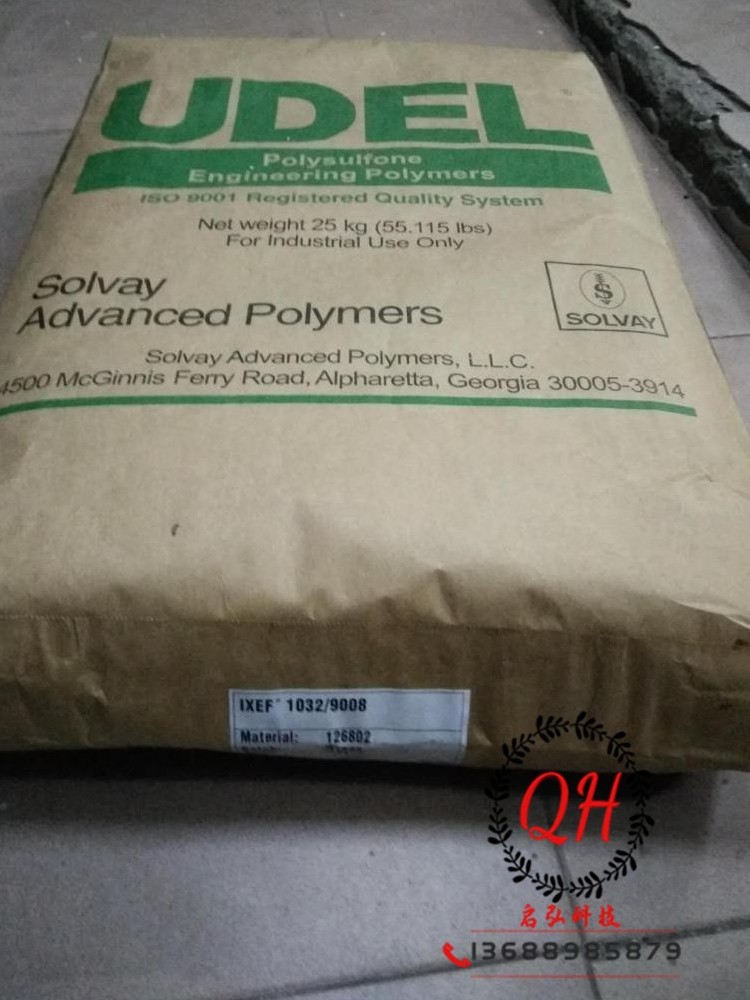 UDEL
Polysulfone
Engineering Polymers
ISO 9001 Registered Quality System
Net weight 25 kg (55.115 lbs)
For Industrial Use Only
Solvay
Advanced Polymers
SOLVAY
Solvay Advanced Polymers, L.L.C.
4500 McGinnis Ferry Road, Alpharetta, Georgia 30005-3914
IXEF 1032/9008
Material: 126802
QH
启弘科技
13688985879